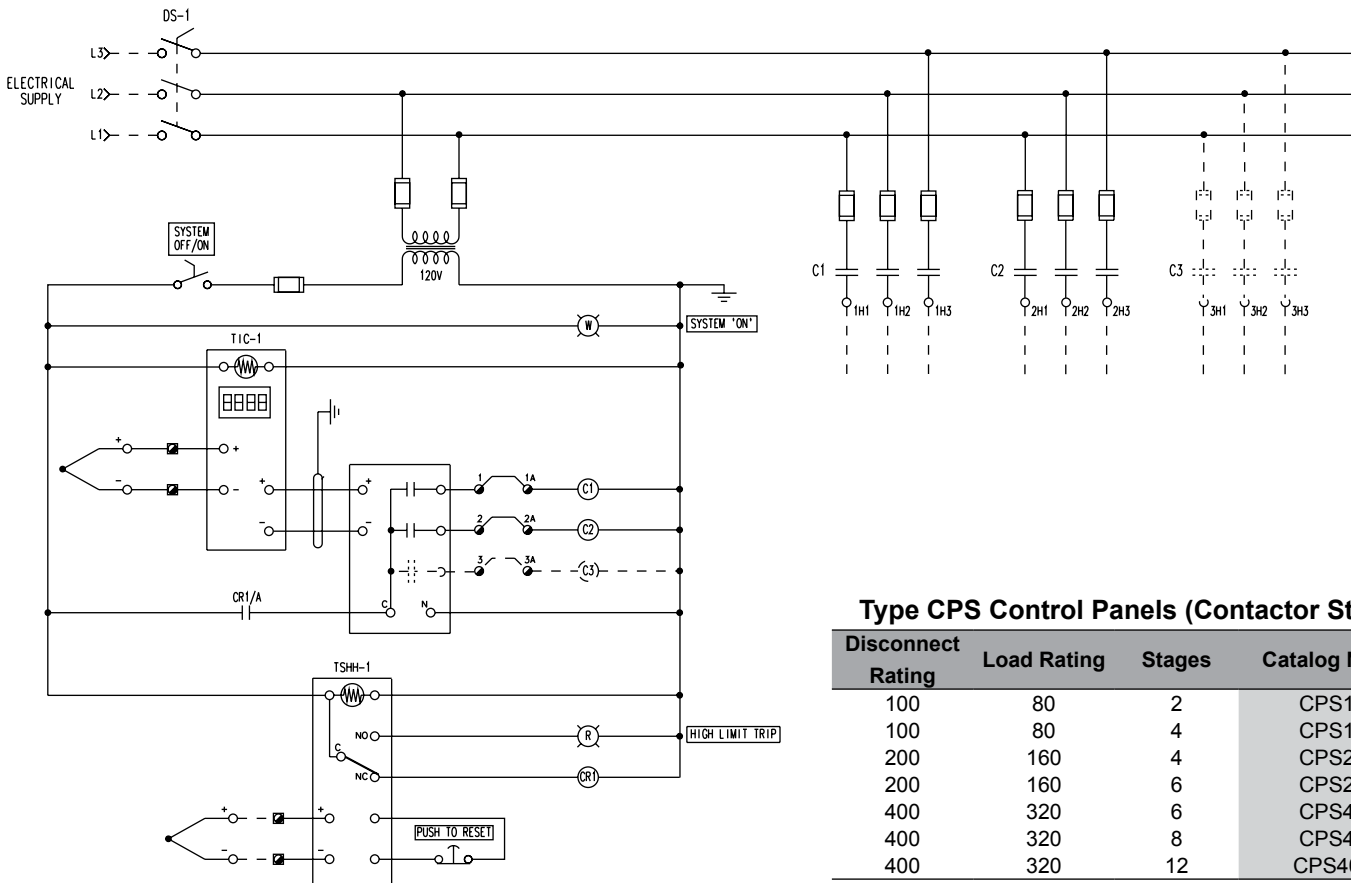 DS-1
L3
ELECTRICAL
SUPPLY
L2
L1
SYSTEM
OFF/ON
120V
C1
C2
C3
1H1
1H2
1H3
2H1
2H2
2H3
3H1
3H2
3H3
W
SYSTEM 'ON'
TIC-1
8888
+
+
-
-
+
-
+
-
1
1A
C1
2
2A
C2
3
3A
C3
CR1/A
C
N
TSHH-1
NO
R
HIGH LIMIT TRIP
C
NC
CR1
+
+
-
-
PUSH TO RESET
Type CPS Control Panels (Contactor St
Disconnect Rating Load Rating Stages Catalog
100 80 2 CPS1
100 80 4 CPS1
200 160 4 CPS2
200 160 6 CPS2
400 320 6 CPS4
400 320 8 CPS4
400 320 12 CPS4